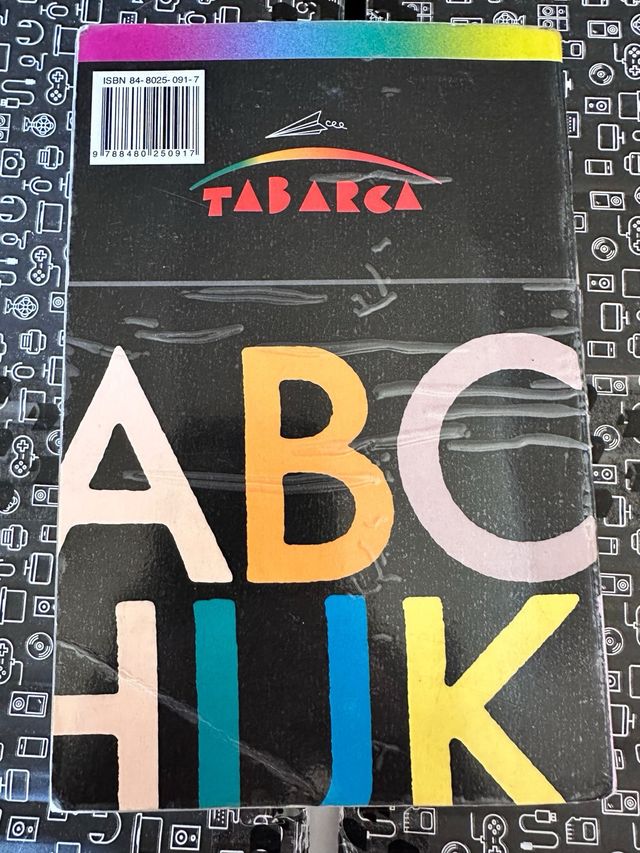 ISBN 84-8025-091-7
9 788480 250917
TABARCA
ABC
HIJK